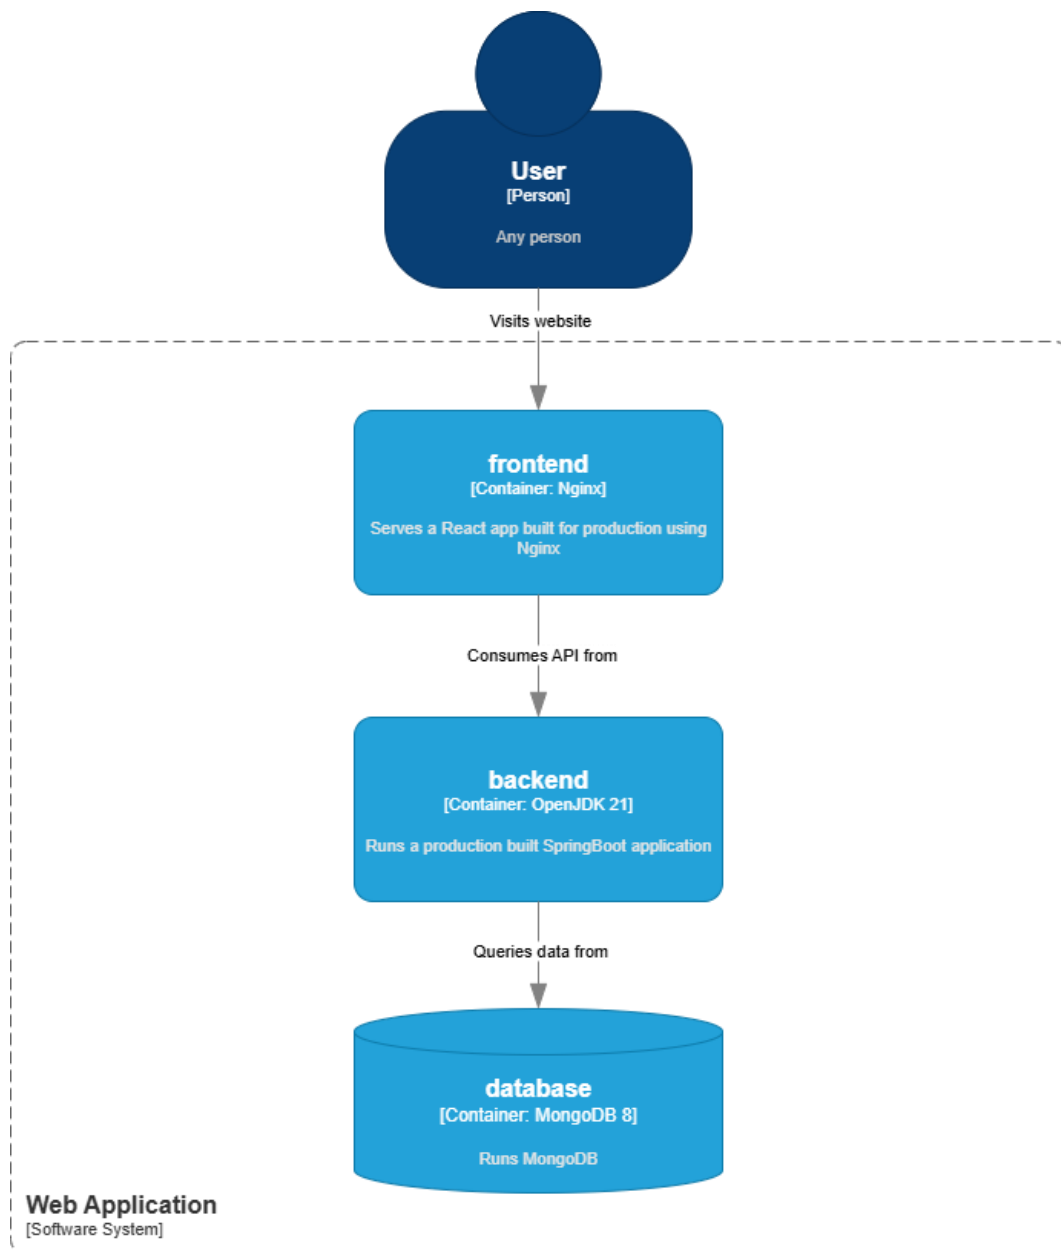 User
[Person]
Any person
Visits website
frontend
[Container: Nginx]
Serves a React app built for production using
Nginx
Consumes API from
backend
[Container: OpenJDK 21]
Runs a production built SpringBoot application
Queries data from
database
[Container: MongoDB 8]
Runs MongoDB
Web Application
[Software System]